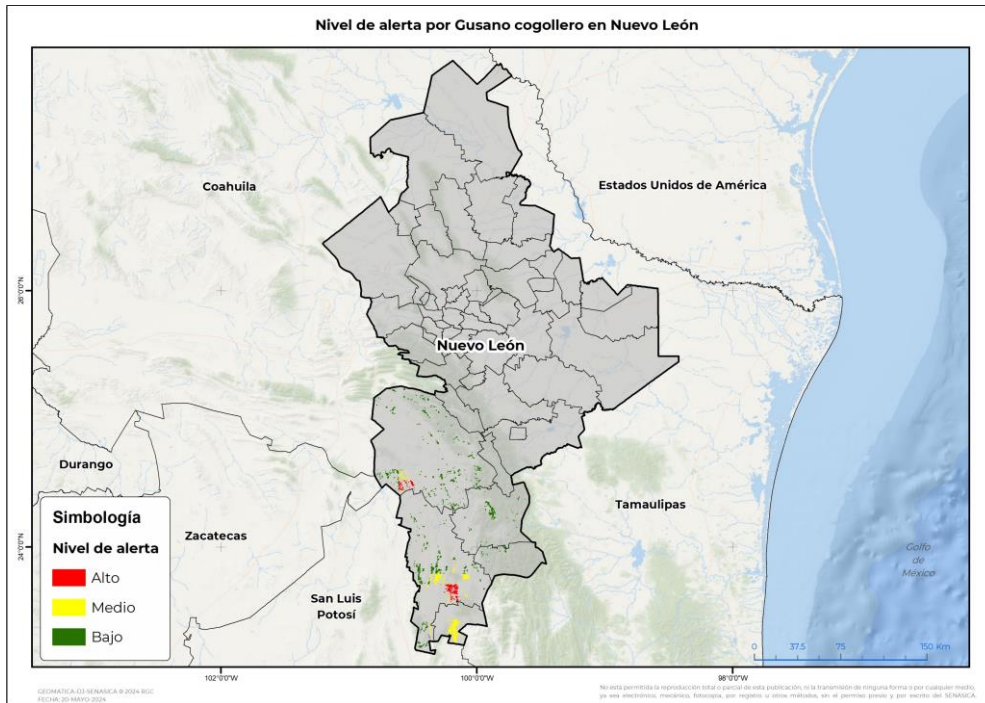 Nivel de alerta por Gusano cogollero en Nuevo León
Coahuila
Estados Unidos de América
26°0'0"N
Nuevo León
Durango
Tamaulipas
Simbología
Nivel de alerta
Alto
Medio
Bajo
Zacatecas
24°0'0"N
San Luis
Potosí
Golfo
de
México
0 37.5 75 150 Km
102°0'0"W
100°0'0"W
98°0'0"W
GEOMATICA-DJ-SENASICA @ 2024 BGC
FECHA: 20-MAYO-2024
No está permitida la reproducción total o parcial de esta publicación, ni la transmisión de ninguna forma o por cualquier medio,
ya sea electrónico, mecánico, fotocopia, por registro u otros métodos, sin el permiso previo y por escrito del SENASICA.